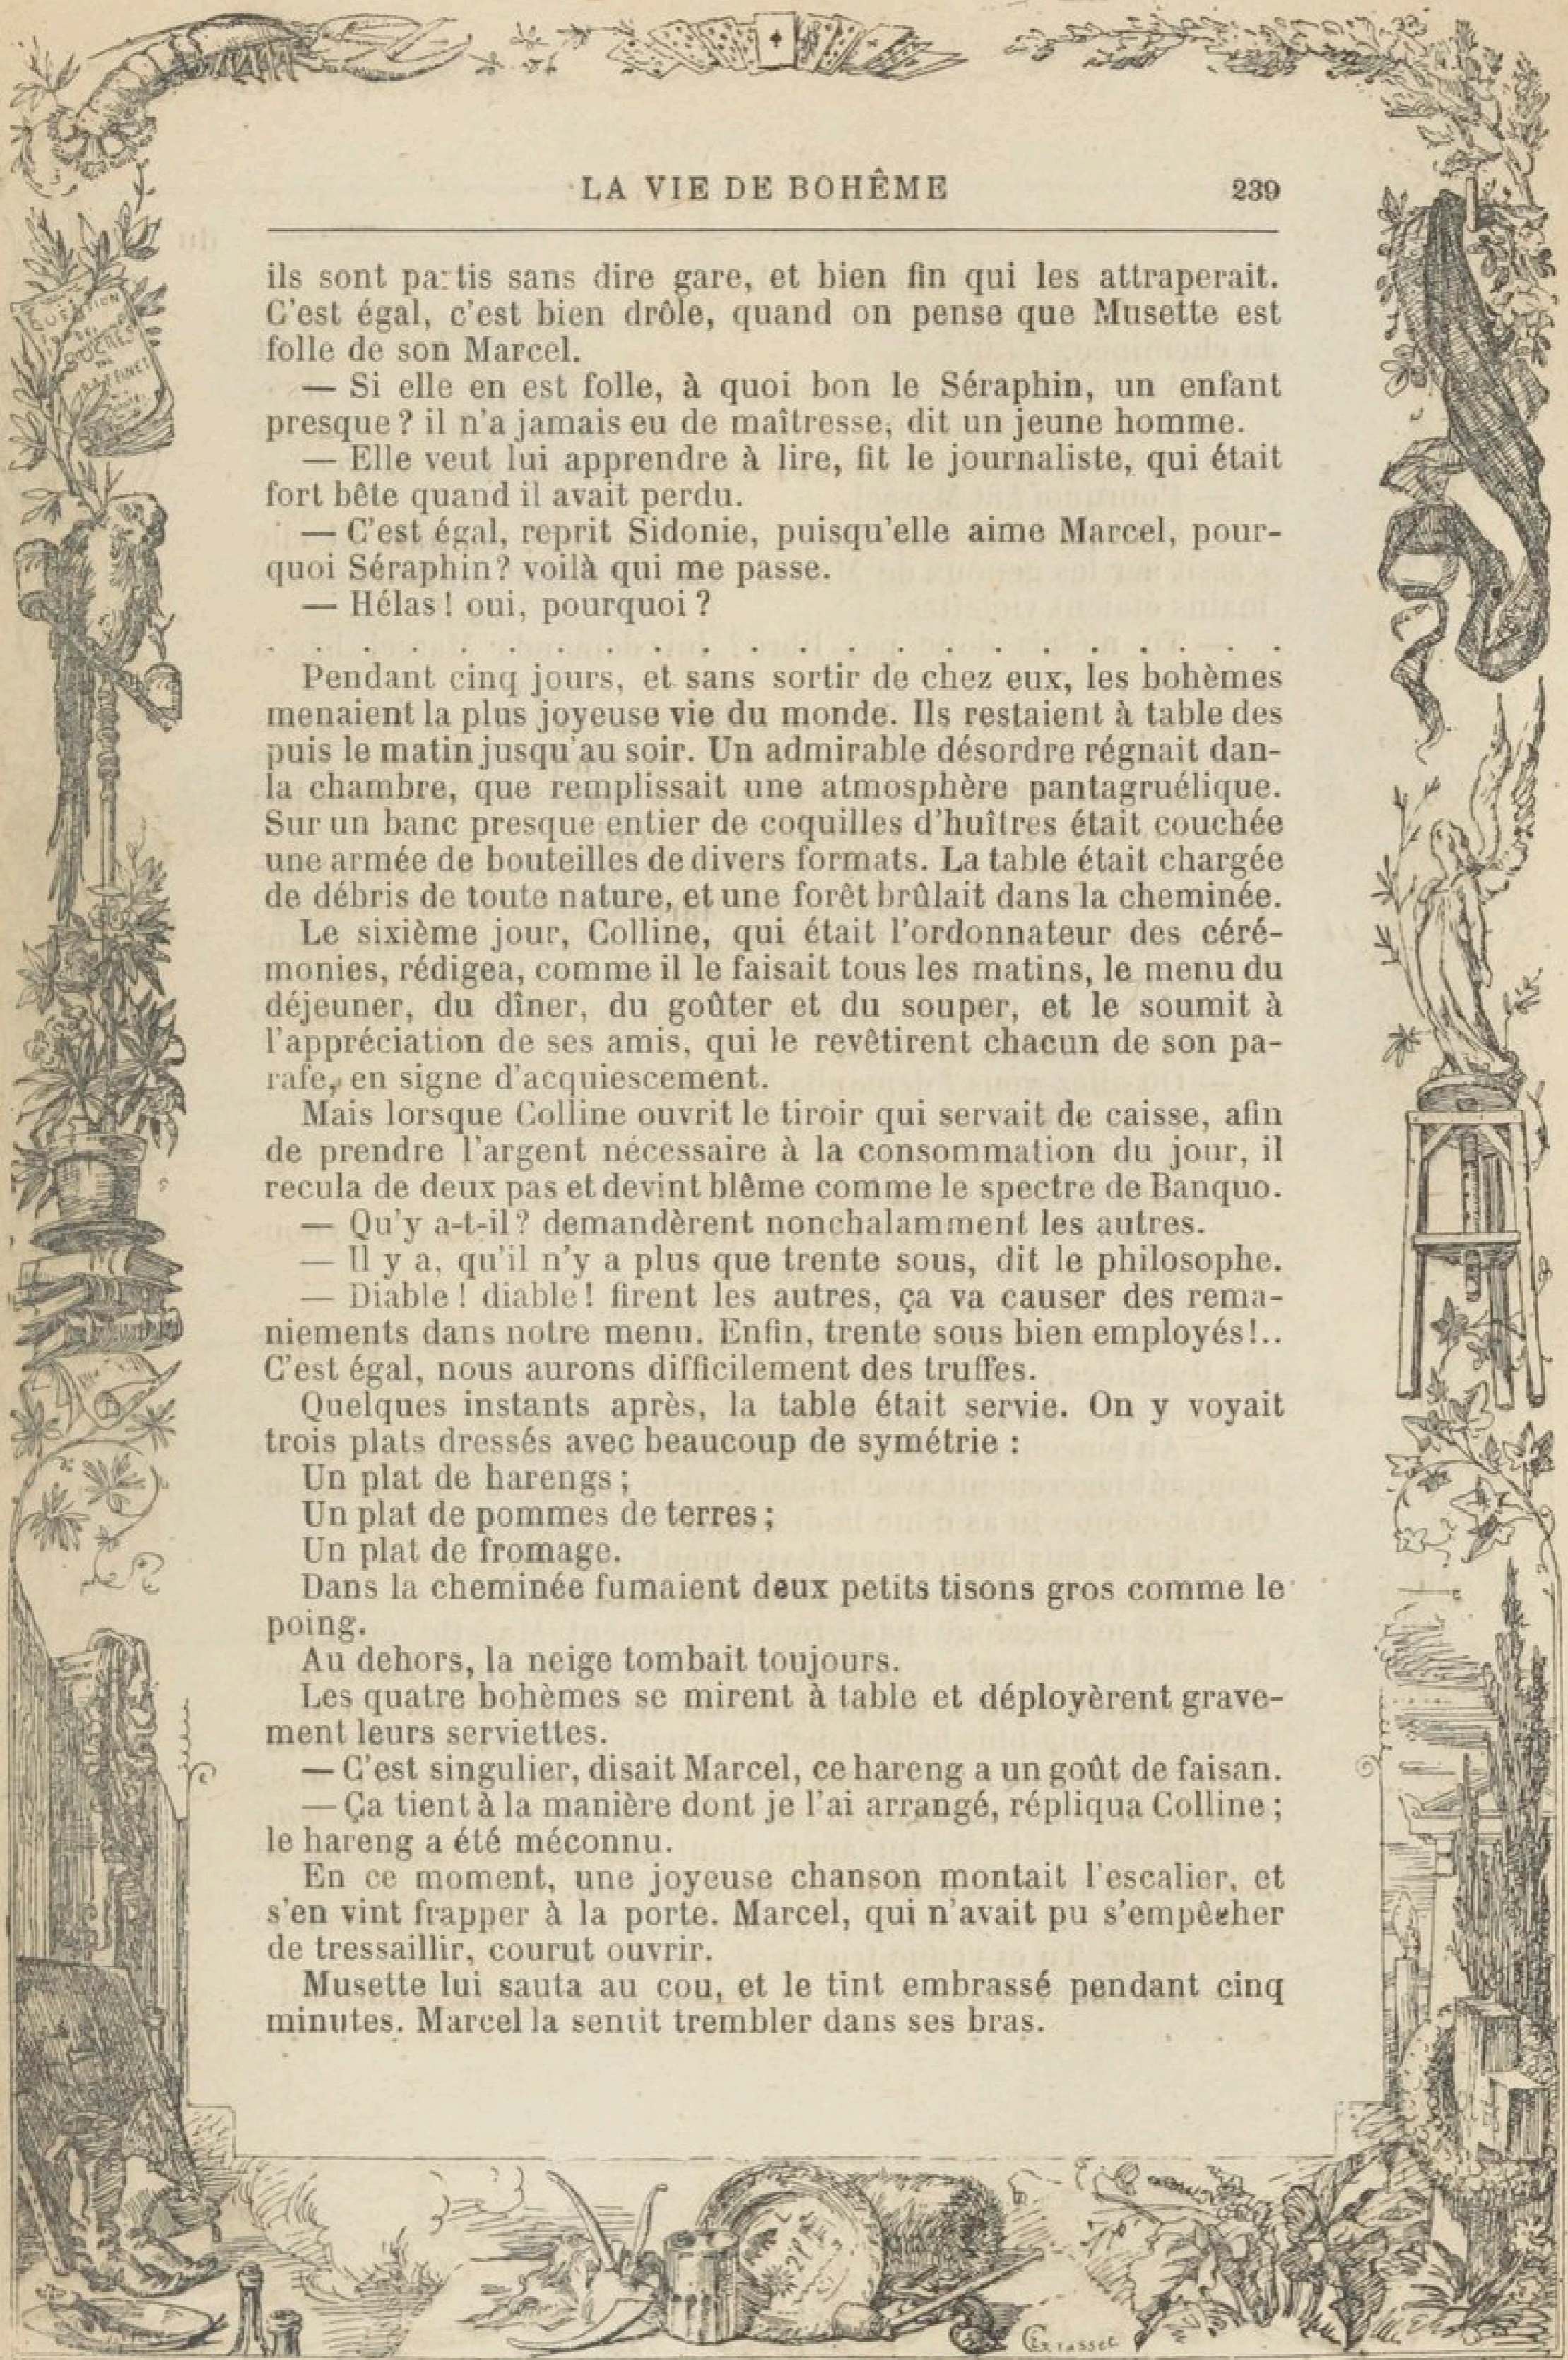 LA VIE DE BOHÊME 239
ils sont partis sans dire gare, et bien fin qui les attraperait.
C'est égal, c'est bien drôle, quand on pense que Musette est
folle de son Marcel.
— Si elle en est folle, à quoi bon le Séraphin, un enfant
presque ? il n'a jamais eu de maîtresse, dit un jeune homme.
— Elle veut lui apprendre à lire, fit le journaliste, qui était
fort bête quand il avait perdu.
— C'est égal, reprit Sidonie, puisqu'elle aime Marcel, pour-
quoi Séraphin ? voilà qui me passe.
— Hélas ! oui, pourquoi ?
. . . . . . . . . . . . . . . . . . . . . .
Pendant cinq jours, et sans sortir de chez eux, les bohèmes
menaient la plus joyeuse vie du monde. Ils restaient à table des
puis le matin jusqu'au soir. Un admirable désordre régnait dan-
la chambre, que remplissait une atmosphère pantagruélique.
Sur un banc presque entier de coquilles d'huîtres était couchée
une armée de bouteilles de divers formats. La table était chargée
de débris de toute nature, et une forêt brûlait dans la cheminée.
Le sixième jour, Colline, qui était l'ordonnateur des céré-
monies, rédigea, comme il le faisait tous les matins, le menu du
déjeuner, du dîner, du goûter et du souper, et le soumit à
l'appréciation de ses amis, qui le revêtirent chacun de son pa-
rafe, en signe d'acquiescement.
Mais lorsque Colline ouvrit le tiroir qui servait de caisse, afin
de prendre l'argent nécessaire à la consommation du jour, il
recula de deux pas et devint blême comme le spectre de Banquo.
— Qu'y a-t-il ? demandèrent nonchalamment les autres.
— Il y a, qu'il n'y a plus que trente sous, dit le philosophe.
— Diable ! diable ! firent les autres, ça va causer des rema-
niements dans notre menu. Enfin, trente sous bien employés !..
C'est égal, nous aurons difficilement des truffes.
Quelques instants après, la table était servie. On y voyait
trois plats dressés avec beaucoup de symétrie :
Un plat de harengs ;
Un plat de pommes de terres ;
Un plat de fromage.
Dans la cheminée fumaient deux petits tisons gros comme le
poing.
Au dehors, la neige tombait toujours.
Les quatre bohèmes se mirent à table et déployèrent grave-
ment leurs serviettes.
— C'est singulier, disait Marcel, ce hareng a un goût de faisan.
— Ça tient à la manière dont je l'ai arrangé, répliqua Colline ;
le hareng a été méconnu.
En ce moment, une joyeuse chanson montait l'escalier, et
s'en vint frapper à la porte. Marcel, qui n'avait pu s'empêcher
de tressaillir, courut ouvrir.
Musette lui sauta au cou, et le tint embrassé pendant cinq
minutes. Marcel la sentit trembler dans ses bras.
QUESTION
DES
SUCRES
EGrasset